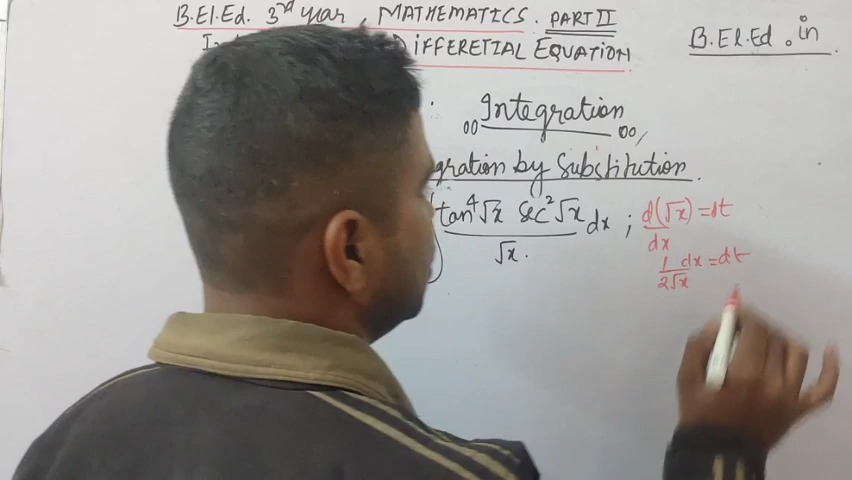 B.El.Ed. 3rd year, MATHEMATICS. PART II
DIFFERETIAL EQUATION
B.El.Ed.in
Integration
gration by Substitution.
tan⁴√x sec²√x dx ; d(√x) = dt
√x. dx
1 dx = dt
2√x